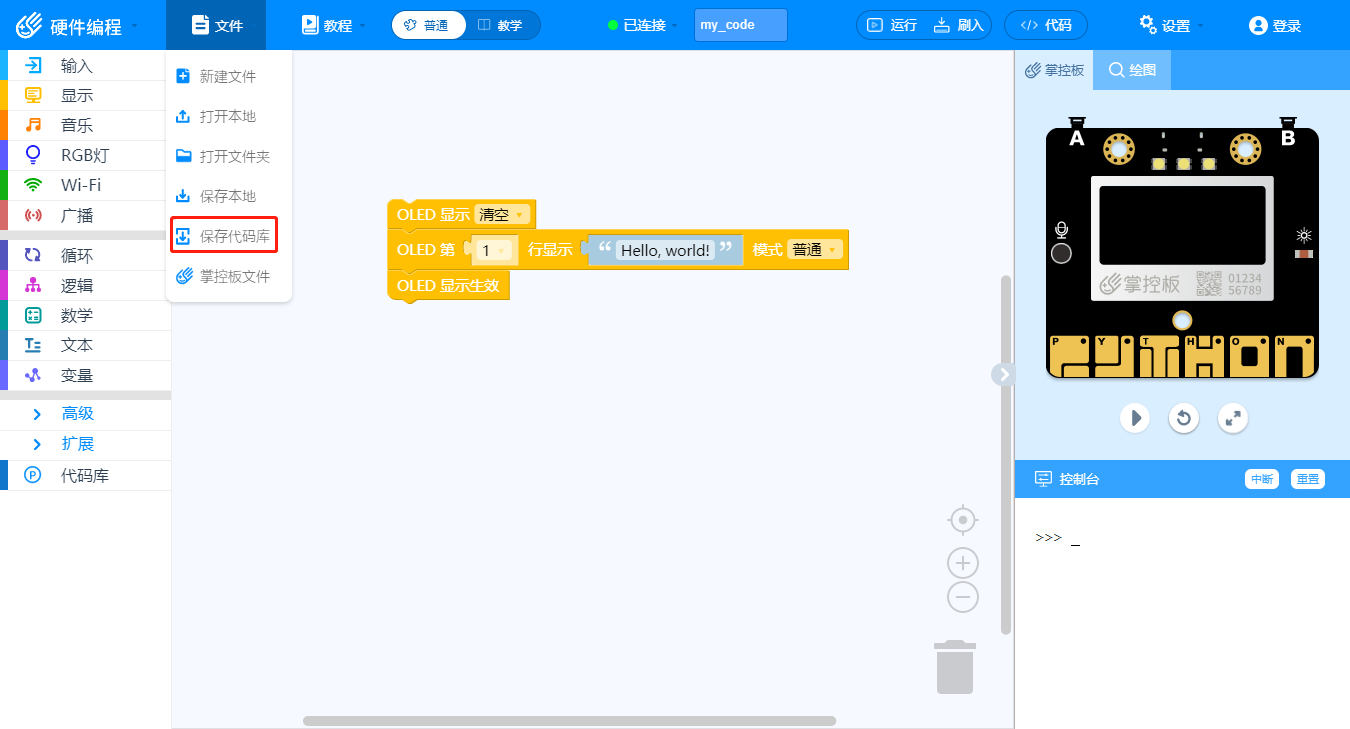 硬件编程
文件
教程
普通
教学
已连接
my_code
运行
刷入
</> 代码
设置
登录
输入
显示
音乐
RGB灯
Wi-Fi
广播
循环
逻辑
数学
文本
变量
高级
扩展
代码库
新建文件
打开本地
打开文件夹
保存本地
保存代码库
掌控板文件
OLED 显示 清空
OLED 第 1 行显示 “ Hello, world! ” 模式 普通
OLED 显示生效
掌控板
绘图
A
B
掌控板
01234
56789
P Y T H O N
PYTHON
控制台
中断
重置
>>> _